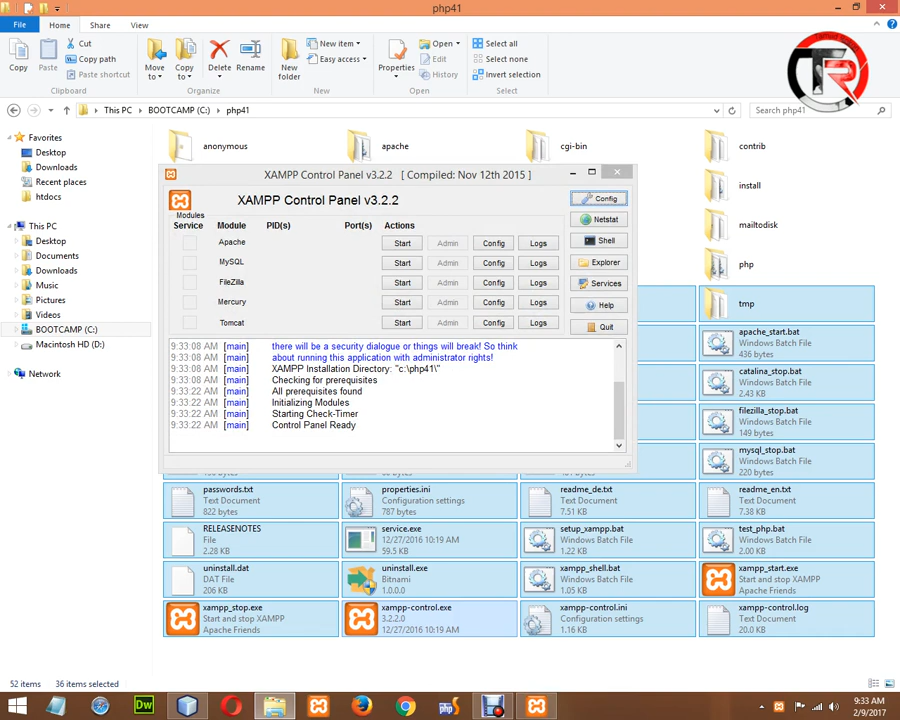 php41
File
Home
Share
View
Copy
Paste
Cut
Copy path
Paste shortcut
Clipboard
Move to
Copy to
Delete
Rename
Organize
New folder
New item
Easy access
New
Properties
Open
Edit
History
Open
Select all
Select none
Invert selection
Select
TR
This PC
BOOTCAMP (C:)
php41
Search php41
Favorites
Desktop
Downloads
Recent places
htdocs
This PC
Desktop
Documents
Downloads
Music
Pictures
Videos
BOOTCAMP (C:)
Macintosh HD (D:)
Network
anonymous
apache
cgi-bin
contrib
install
mailtodisk
php
tmp
XAMPP Control Panel v3.2.2 [ Compiled: Nov 12th 2015 ]
XAMPP Control Panel v3.2.2
Modules
Service
Module
PID(s)
Port(s)
Actions
Apache
Start
Admin
Config
Logs
MySQL
Start
Admin
Config
Logs
FileZilla
Start
Admin
Config
Logs
Mercury
Start
Admin
Config
Logs
Tomcat
Start
Admin
Config
Logs
Config
Netstat
Shell
Explorer
Services
Help
Quit
9:33:08 AM [main] there will be a security dialogue or things will break! So think
9:33:08 AM [main] about running this application with administrator rights!
9:33:08 AM [main] XAMPP Installation Directory: "c:\php41\"
9:33:08 AM [main] Checking for prerequisites
9:33:22 AM [main] All prerequisites found
9:33:22 AM [main] Initializing Modules
9:33:22 AM [main] Starting Check-Timer
9:33:22 AM [main] Control Panel Ready
apache_start.bat
Windows Batch File
436 bytes
catalina_stop.bat
Windows Batch File
2.43 KB
filezilla_stop.bat
Windows Batch File
149 bytes
mysql_stop.bat
Windows Batch File
220 bytes
passwords.txt
Text Document
822 bytes
properties.ini
Configuration settings
787 bytes
readme_de.txt
Text Document
7.51 KB
readme_en.txt
Text Document
7.38 KB
RELEASENOTES
File
2.28 KB
service.exe
12/27/2016 10:19 AM
59.5 KB
setup_xampp.bat
Windows Batch File
1.22 KB
test_php.bat
Windows Batch File
2.00 KB
uninstall.dat
DAT File
206 KB
uninstall.exe
Bitnami
1.0.0.0
xampp_shell.bat
Windows Batch File
1.05 KB
xampp_start.exe
Start and stop XAMPP
Apache Friends
xampp_stop.exe
Start and stop XAMPP
Apache Friends
xampp-control.exe
3.2.2.0
12/27/2016 10:19 AM
xampp-control.ini
Configuration settings
1.16 KB
xampp-control.log
Text Document
20.0 KB
52 items
36 items selected
Dw
php
9:33 AM
2/9/2017